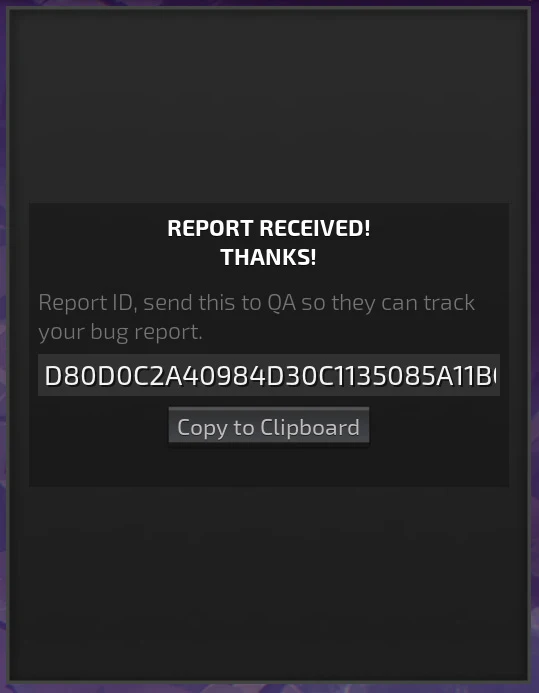 REPORT RECEIVED!
THANKS!
Report ID, send this to QA so they can track
your bug report.
D80D0C2A40984D30C1135085A11B
Copy to Clipboard